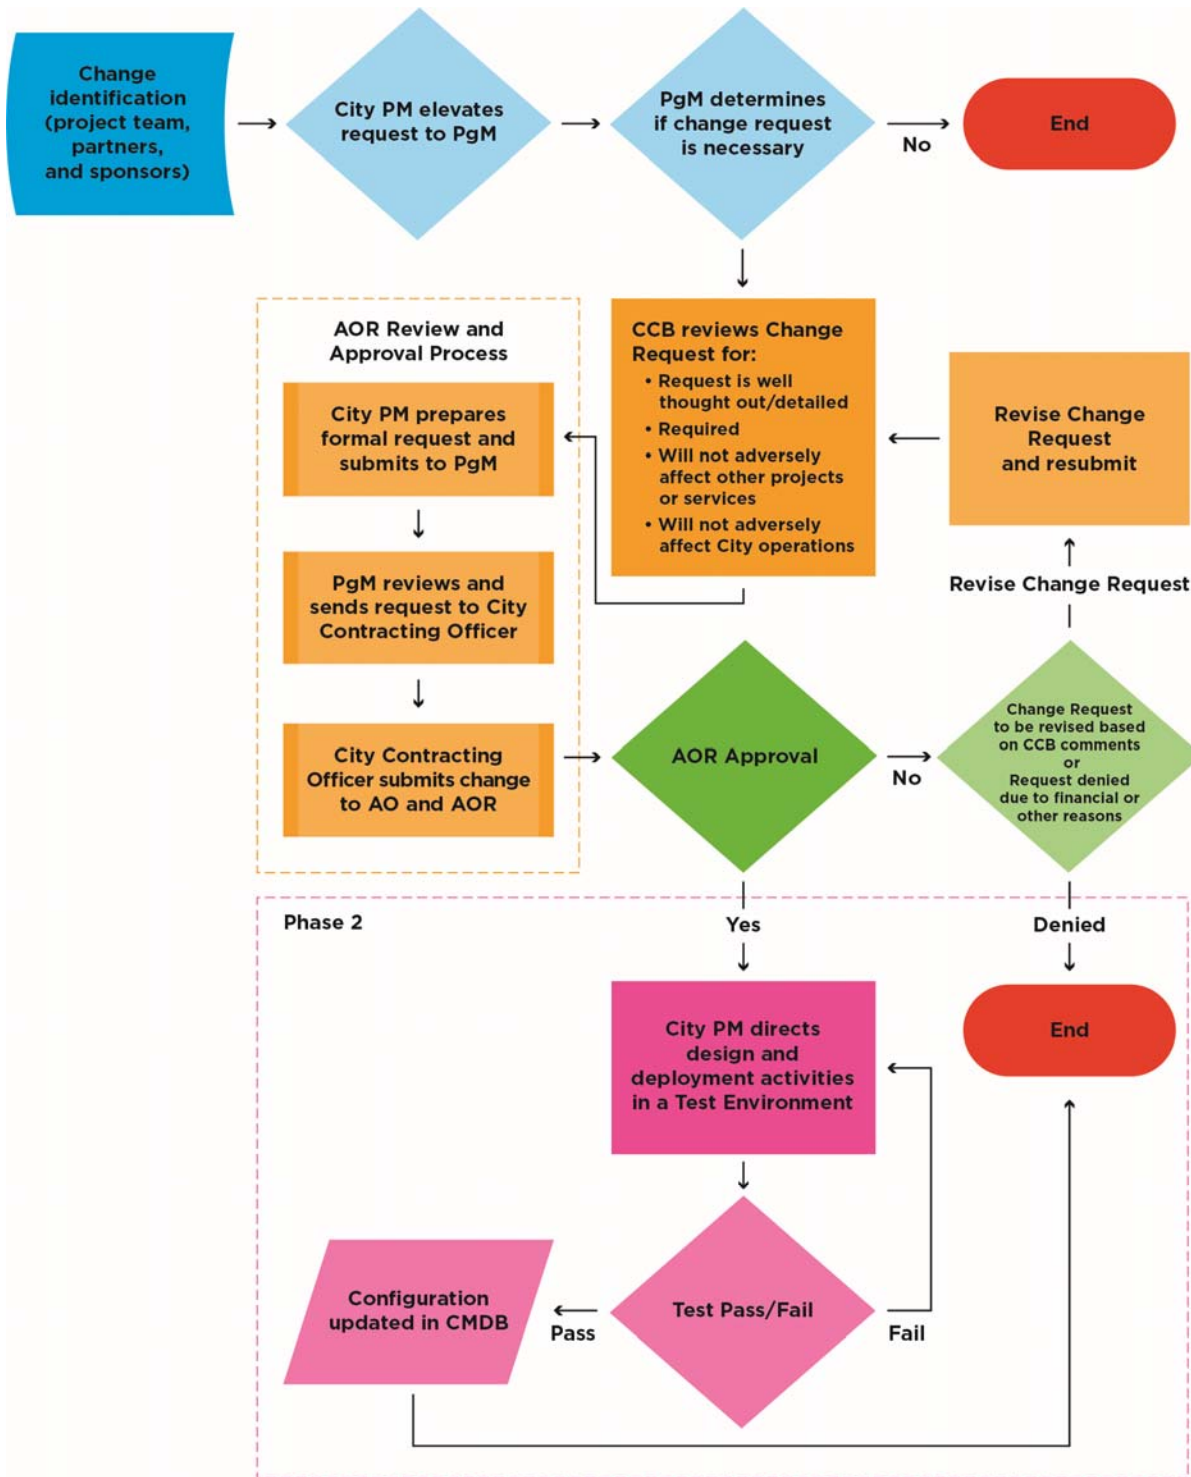 Change
identification
(project team,
partners,
and sponsors)
City PM elevates
request to PgM
PgM determines
if change request
is necessary
No
End
AOR Review and
Approval Process
City PM prepares
formal request and
submits to PgM
PgM reviews and
sends request to City
Contracting Officer
City Contracting
Officer submits change
to AO and AOR
CCB reviews Change
Request for:
• Request is well
thought out/detailed
• Required
• Will not adversely
affect other projects
or services
• Will not adversely
affect City operations
Revise Change
Request
and resubmit
Revise Change Request
AOR Approval
No
Change Request
to be revised based
on CCB comments
or
Request denied
due to financial or
other reasons
Phase 2
Yes
Denied
City PM directs
design and
deployment activities
in a Test Environment
End
Test Pass/Fail
Pass
Fail
Configuration
updated in CMDB